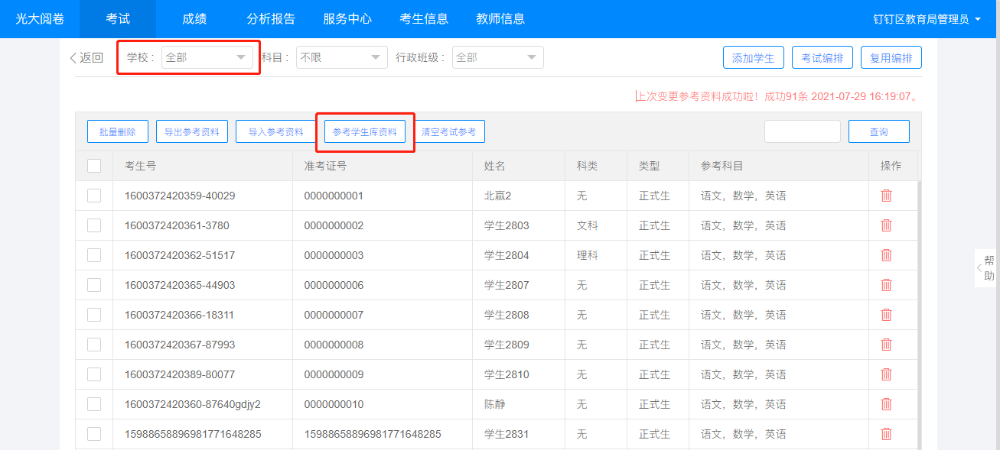 光大阅卷 考试 成绩 分析报告 服务中心 考生信息 教师信息 钉钉区教育局管理员
返回 学校： 全部 科目： 不限 行政班级： 全部 添加学生 考试编排 复用编排
上次变更参考资料成功啦！成功91条 2021-07-29 16:19:07。
批量删除 导出参考资料 导入参考资料 参考学生库资料 清空考试参考 查询
考生号 准考证号 姓名 科类 类型 参考科目 操作
1600372420359-40029 0000000001 北嬴2 无 正式生 语文，数学，英语
1600372420361-3780 0000000002 学生2803 文科 正式生 语文，数学，英语
1600372420362-51517 0000000003 学生2804 理科 正式生 语文，数学，英语
1600372420365-44903 0000000006 学生2807 无 正式生 语文，数学，英语
1600372420366-18311 0000000007 学生2808 无 正式生 语文，数学，英语
1600372420367-87993 0000000008 学生2809 无 正式生 语文，数学，英语
1600372420389-80077 0000000009 学生2810 无 正式生 语文，数学，英语
1600372420360-87640gdjy2 0000000010 陈静 无 正式生 语文，数学，英语
15988658896981771648285 15988658896981771648285 学生2831 无 正式生 语文，数学，英语
帮助